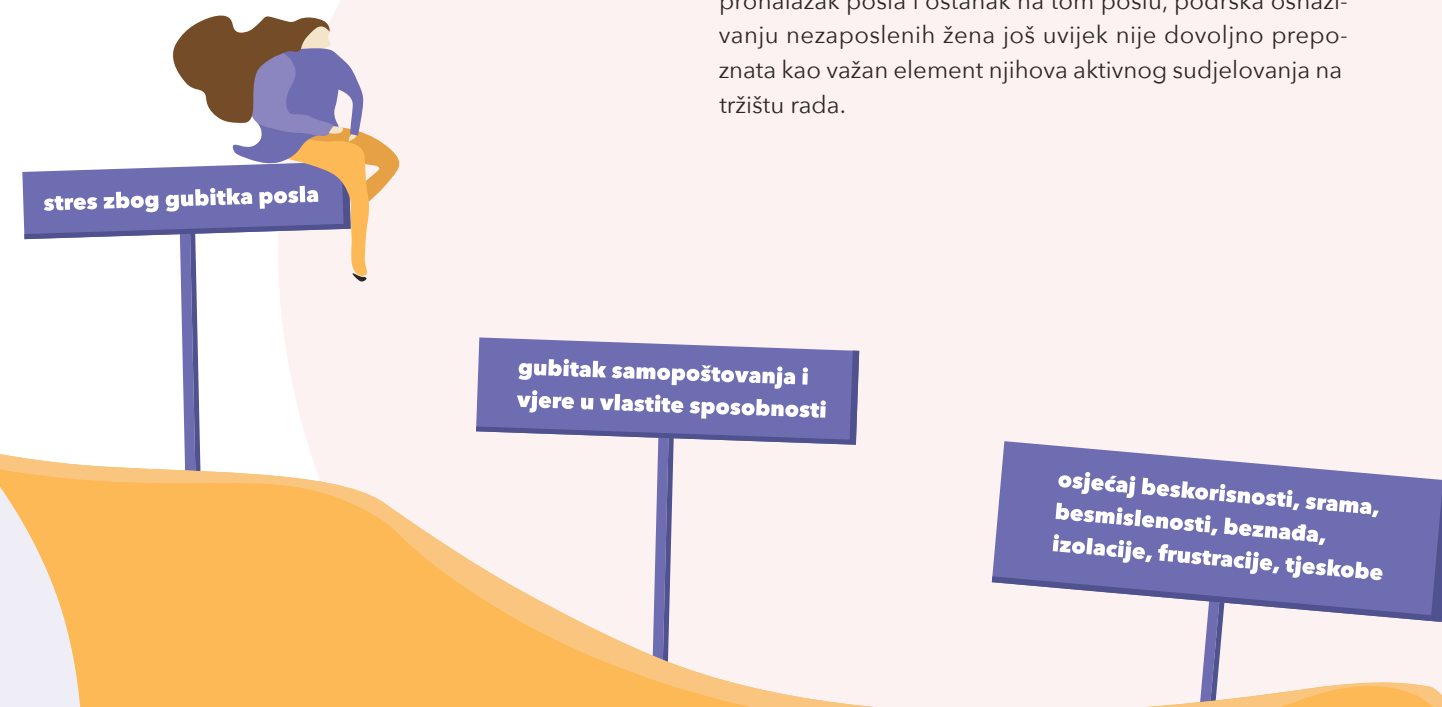 pronalazak posla i ostanak na tom poslu, podrška osnaži-
vanju nezaposlenih žena još uvijek nije dovoljno prepo-
znata kao važan element njihova aktivnog sudjelovanja na
tržištu rada.
stres zbog gubitka posla
gubitak samopoštovanja i
vjere u vlastite sposobnosti
osjećaj beskorisnosti, srama,
besmislenosti, beznađa,
izolacije, frustracije, tjeskobe